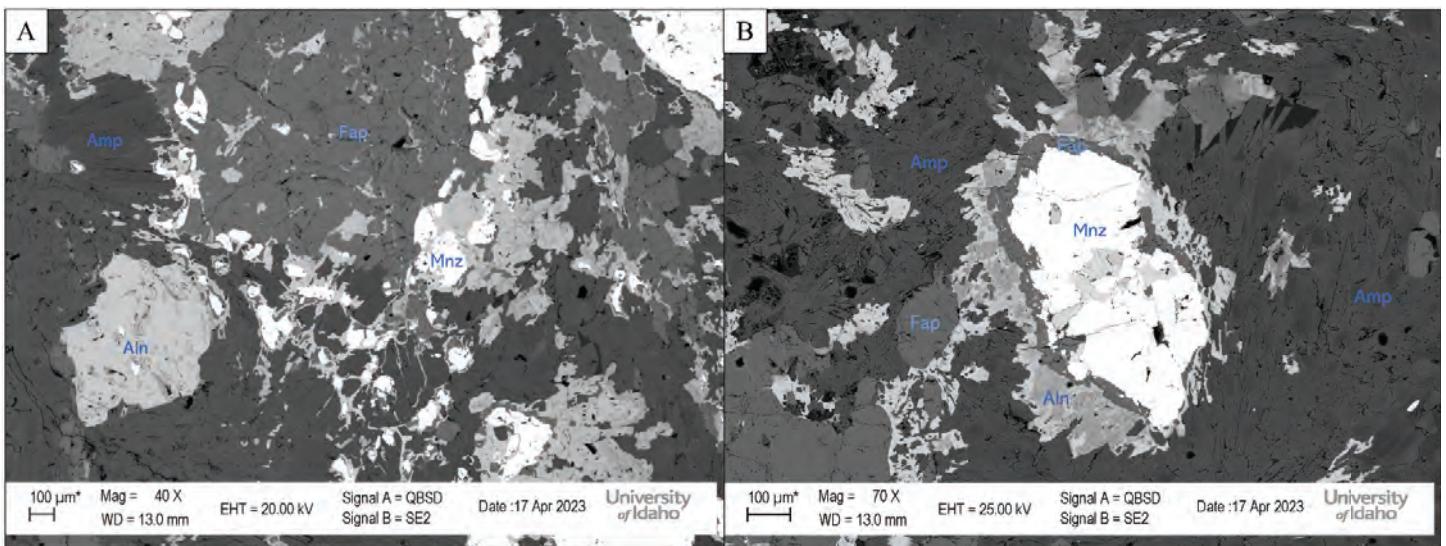 A
Amp
Fap
Mnz
Aln
100 µm*
Mag = 40 X
WD = 13.0 mm
EHT = 20.00 kV
Signal A = QBSD
Signal B = SE2
Date :17 Apr 2023
University
of Idaho
B
Fap
Amp
Mnz
Amp
Fap
Aln
100 µm*
Mag = 70 X
WD = 13.0 mm
EHT = 25.00 kV
Signal A = QBSD
Signal B = SE2
Date :17 Apr 2023
University
of Idaho